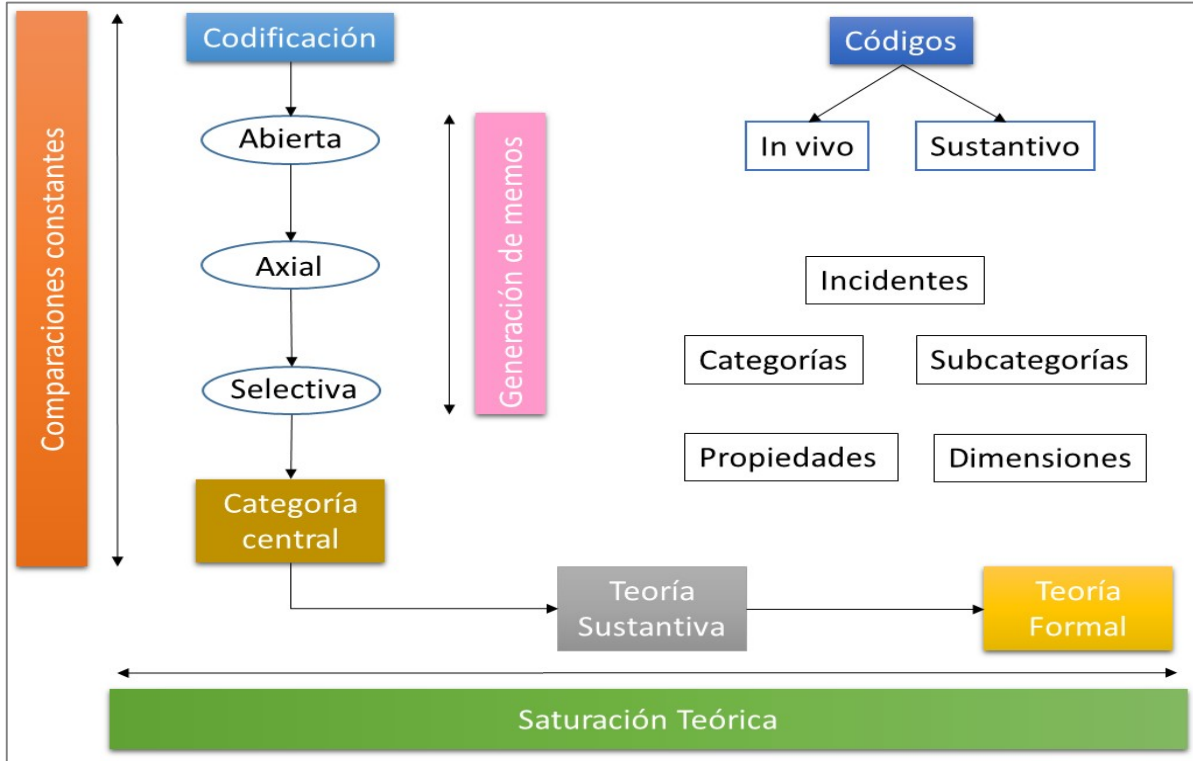 Comparaciones constantes
Codificación
Abierta
Axial
Selectiva
Categoría
central
Generación de memos
Códigos
In vivo
Sustantivo
Incidentes
Categorías
Subcategorías
Propiedades
Dimensiones
Teoría
Sustantiva
Teoría
Formal
Saturación Teórica